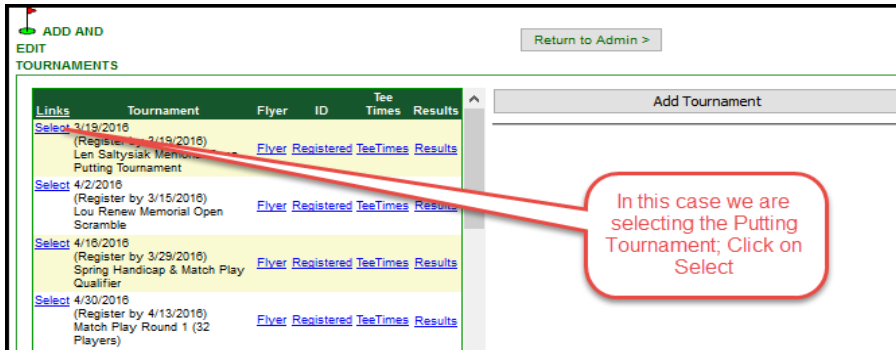 ADD AND
EDIT
TOURNAMENTS
Return to Admin >
Links Tournament Flyer ID Tee Times Results
Add Tournament
Select 3/19/2016
(Register by 3/19/2016)
Len Saltysiak Memorial
Putting Tournament
Flyer Registered TeeTimes Results
Select 4/2/2016
(Register by 3/15/2016)
Lou Renew Memorial Open
Scramble
Flyer Registered TeeTimes Results
Select 4/16/2016
(Register by 3/29/2016)
Spring Handicap & Match Play
Qualifier
Flyer Registered TeeTimes Results
Select 4/30/2016
(Register by 4/13/2016)
Match Play Round 1 (32
Players)
Flyer Registered TeeTimes Results
In this case we are
selecting the Putting
Tournament; Click on
Select